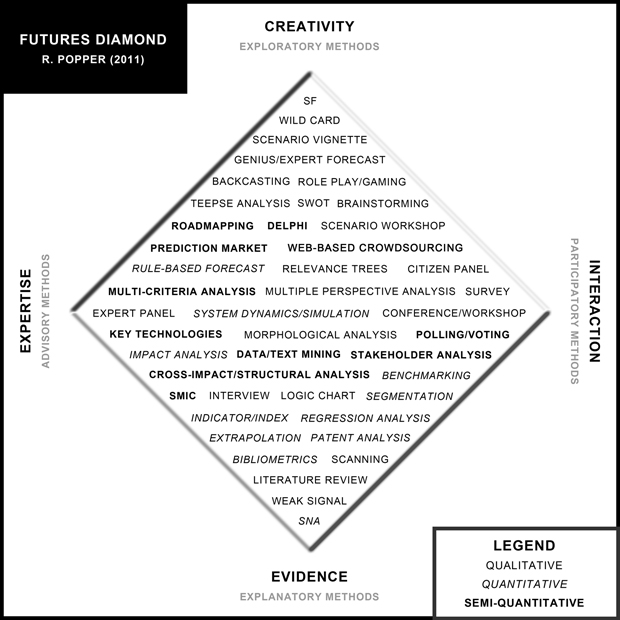 FUTURES DIAMOND
R. POPPER (2011)
CREATIVITY
EXPLORATORY METHODS
SF
WILD CARD
SCENARIO VIGNETTE
GENIUS/EXPERT FORECAST
BACKCASTING ROLE PLAY/GAMING
TEEPSE ANALYSIS SWOT BRAINSTORMING
ROADMAPPING DELPHI SCENARIO WORKSHOP
PREDICTION MARKET WEB-BASED CROWDSOURCING
RULE-BASED FORECAST RELEVANCE TREES CITIZEN PANEL
MULTI-CRITERIA ANALYSIS MULTIPLE PERSPECTIVE ANALYSIS SURVEY
EXPERT PANEL SYSTEM DYNAMICS/SIMULATION CONFERENCE/WORKSHOP
KEY TECHNOLOGIES MORPHOLOGICAL ANALYSIS POLLING/VOTING
IMPACT ANALYSIS DATA/TEXT MINING STAKEHOLDER ANALYSIS
CROSS-IMPACT/STRUCTURAL ANALYSIS BENCHMARKING
SMIC INTERVIEW LOGIC CHART SEGMENTATION
INDICATOR/INDEX REGRESSION ANALYSIS
EXTRAPOLATION PATENT ANALYSIS
BIBLIOMETRICS SCANNING
LITERATURE REVIEW
WEAK SIGNAL
SNA
EXPERTISE
ADVISORY METHODS
INTERACTION
PARTICIPATORY METHODS
EVIDENCE
EXPLANATORY METHODS
LEGEND
QUALITATIVE
QUANTITATIVE
SEMI-QUANTITATIVE